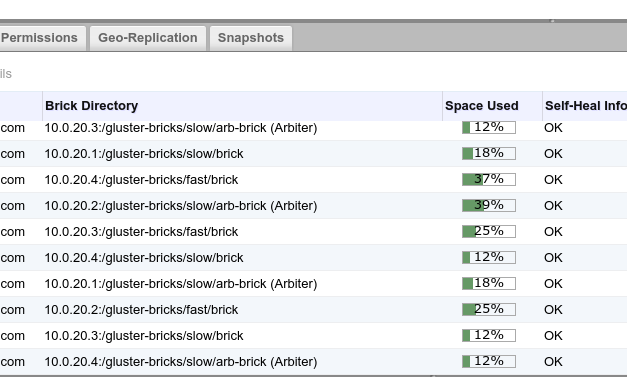 Permissions Geo-Replication Snapshots
ils
Brick Directory Space Used Self-Heal Info
com 10.0.20.3:/gluster-bricks/slow/arb-brick (Arbiter) 12% OK
com 10.0.20.1:/gluster-bricks/slow/brick 18% OK
com 10.0.20.4:/gluster-bricks/fast/brick 37% OK
com 10.0.20.2:/gluster-bricks/slow/arb-brick (Arbiter) 39% OK
com 10.0.20.3:/gluster-bricks/fast/brick 25% OK
com 10.0.20.4:/gluster-bricks/slow/brick 12% OK
com 10.0.20.1:/gluster-bricks/slow/arb-brick (Arbiter) 18% OK
com 10.0.20.2:/gluster-bricks/fast/brick 25% OK
com 10.0.20.3:/gluster-bricks/slow/brick 12% OK
com 10.0.20.4:/gluster-bricks/slow/arb-brick (Arbiter) 12% OK